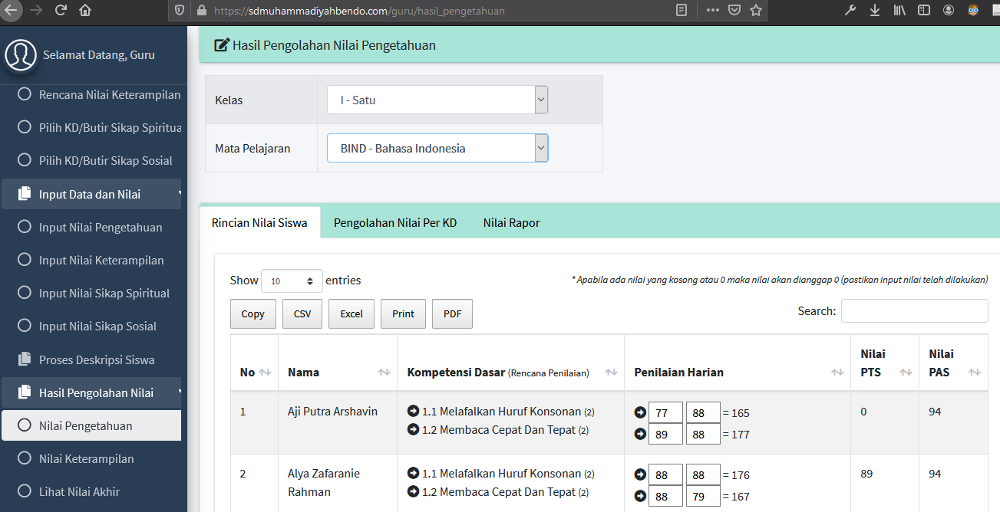 https://sdmuhammadiyahbendo.com/guru/hasil_pengetahuan
Selamat Datang, Guru
Rencana Nilai Keterampilan
Pilih KD/Butir Sikap Spiritua
Pilih KD/Butir Sikap Sosial
Input Data dan Nilai
Input Nilai Pengetahuan
Input Nilai Keterampilan
Input Nilai Sikap Spiritual
Input Nilai Sikap Sosial
Proses Deskripsi Siswa
Hasil Pengolahan Nilai
Nilai Pengetahuan
Nilai Keterampilan
Lihat Nilai Akhir
Hasil Pengolahan Nilai Pengetahuan
Kelas I - Satu
Mata Pelajaran BIND - Bahasa Indonesia
Rincian Nilai Siswa Pengolahan Nilai Per KD Nilai Rapor
Show 10 entries
* Apabila ada nilai yang kosong atau 0 maka nilai akan dianggap 0 (pastikan input nilai telah dilakukan)
Copy CSV Excel Print PDF
Search:
No Nama Kompetensi Dasar (Rencana Penilaian) Penilaian Harian Nilai PTS Nilai PAS
1 Aji Putra Arshavin 1.1 Melafalkan Huruf Konsonan (2) 77 88 = 165 0 94
1.2 Membaca Cepat Dan Tepat (2) 89 88 = 177
2 Alya Zafaranie 1.1 Melafalkan Huruf Konsonan (2) 88 88 = 176 89 94
Rahman 1.2 Membaca Cepat Dan Tepat (2) 88 79 = 167